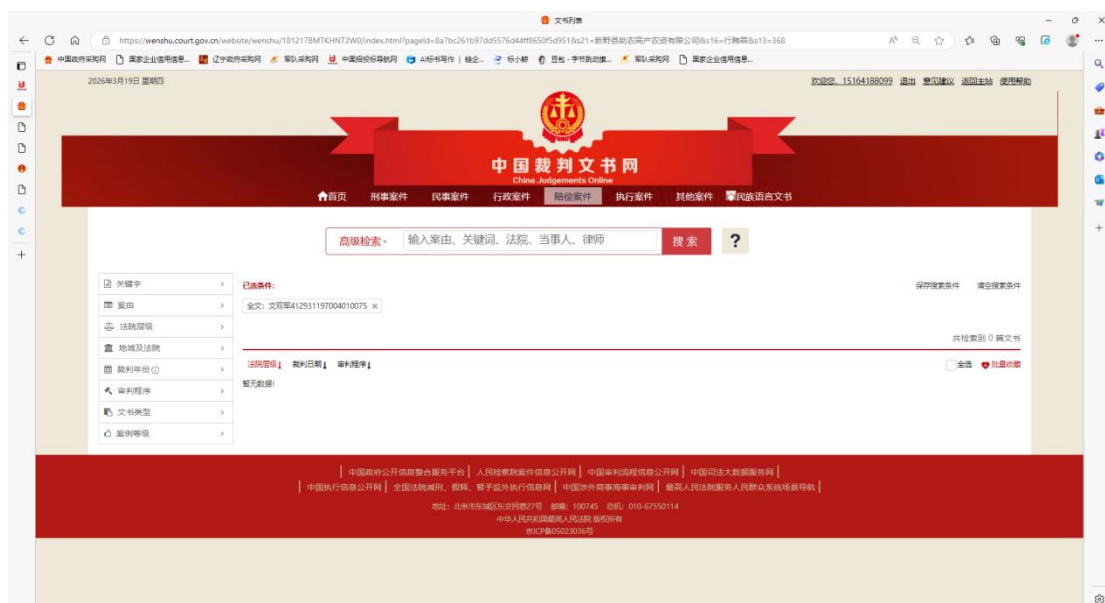 文书列表
https://wenshu.court.gov.cn/website/wenshu/181217BMTKHNT2W0/index.html?pageId=8a7bc261b97dd5576d44ff8650f5d951&s21=新野县助农高产农资有限公司&s16=行贿罪&s13=368
中国政府采购网 国家企业信用信息... 辽宁政府采购网 军队采购网 中国招投标导航网 AI标书写作 | 标企... 标小蜂 豆包 - 字节跳动旗... 军队采购网 国家企业信用信息...
2026年3月19日 星期四
欢迎您，15164188099 退出 意见建议 返回主站 使用帮助
中国裁判文书网
China Judgements Online
首页 刑事案件 民事案件 行政案件 赔偿案件 执行案件 其他案件 民族语言文书
高级检索 输入案由、关键词、法院、当事人、律师 搜索 ?
关键字
案由
法院层级
地域及法院
裁判年份
审判程序
文书类型
案例等级
已选条件：
保存搜索条件 清空搜索条件
全文：文双军412931197004010075 ×
共检索到 0 篇文书
法院层级 裁判日期 审判程序
全选 批量收藏
暂无数据!
| 中国政府公开信息整合服务平台 | 人民检察院案件信息公开网 | 中国审判流程信息公开网 | 中国司法大数据服务网 |
| 中国执行信息公开网 | 全国法院减刑、假释、暂予监外执行信息网 | 中国涉外商事海事审判网 | 最高人民法院服务人民群众系统场景导航 |
地址：北京市东城区东交民巷27号 邮编：100745 总机：010-67550114
中华人民共和国最高人民法院 版权所有
京ICP备05023036号